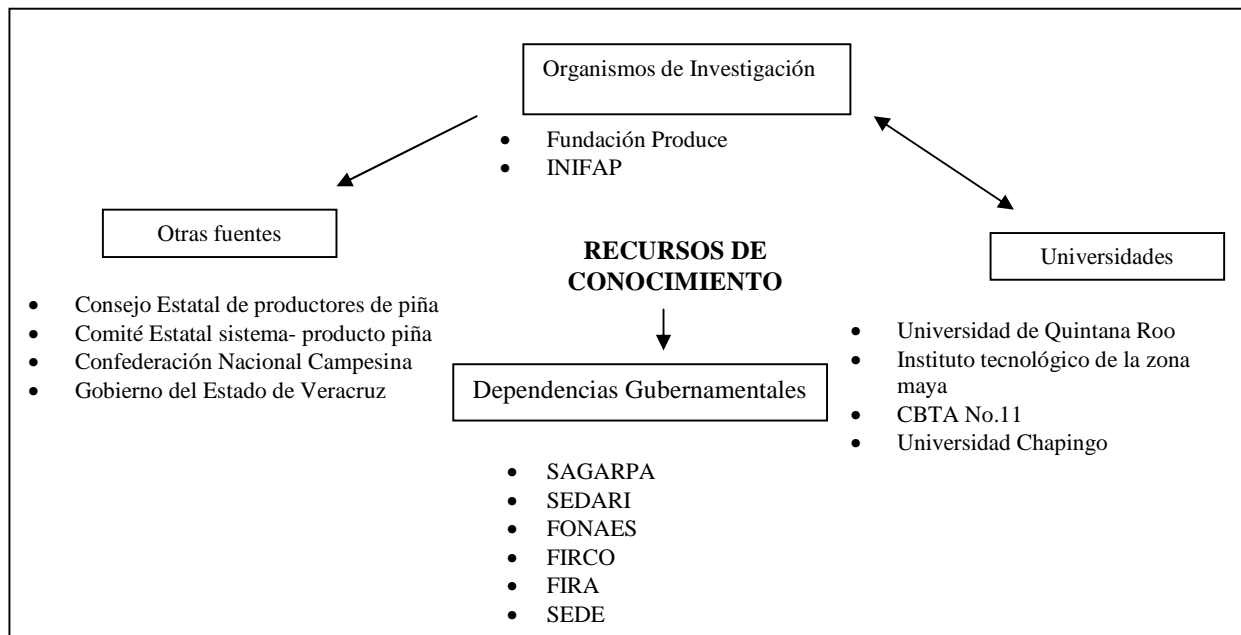 Organismos de Investigación
• Fundación Produce
• INIFAP
Otras fuentes
• Consejo Estatal de productores de piña
• Comité Estatal sistema- producto piña
• Confederación Nacional Campesina
• Gobierno del Estado de Veracruz
RECURSOS DE
CONOCIMIENTO
Dependencias Gubernamentales
• SAGARPA
• SEDARI
• FONAES
• FIRCO
• FIRA
• SEDE
Universidades
• Universidad de Quintana Roo
• Instituto tecnológico de la zona
maya
• CBTA No.11
• Universidad Chapingo